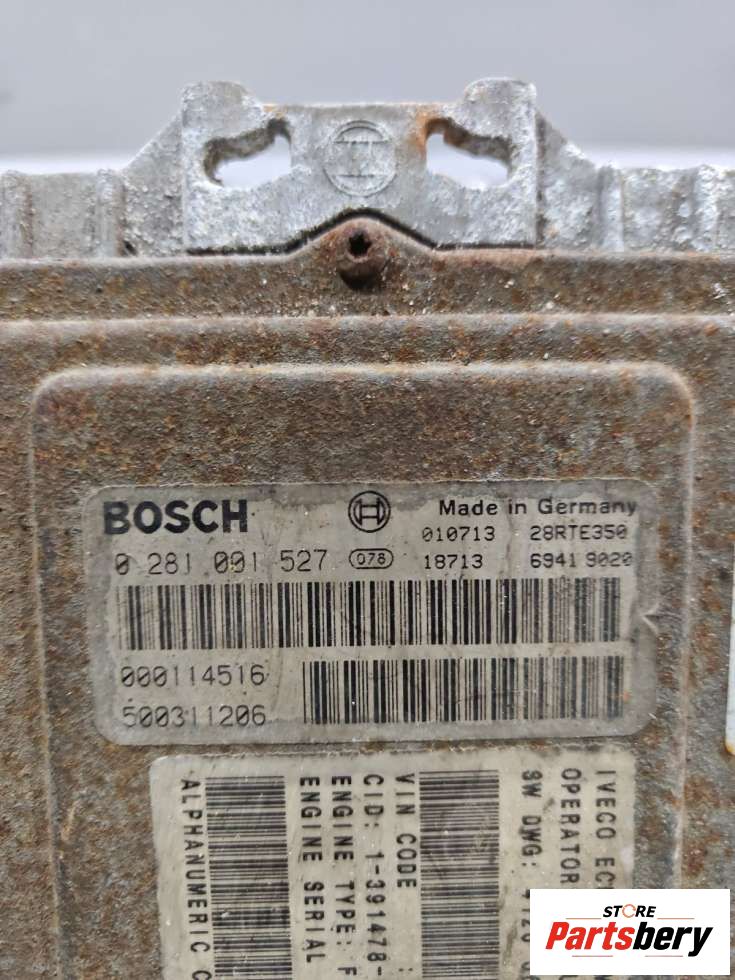 BOSCH
Made in Germany
010713 28RTE350
0 281 001 527 078 18713 6941 9020
000114516
500311206
IVECO
OPERATOR
SW DWG:
VIN CODE
CID: 1-391478-
ENGINE TYPE: F
ENGINE SERIAL
ALPHANUMERIC
STORE
Partsbery